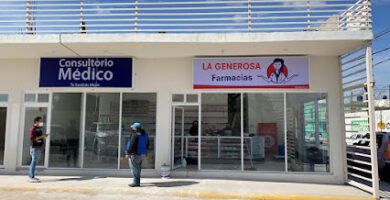 Consultorio
Médico
LA GENEROSA
Farmacias